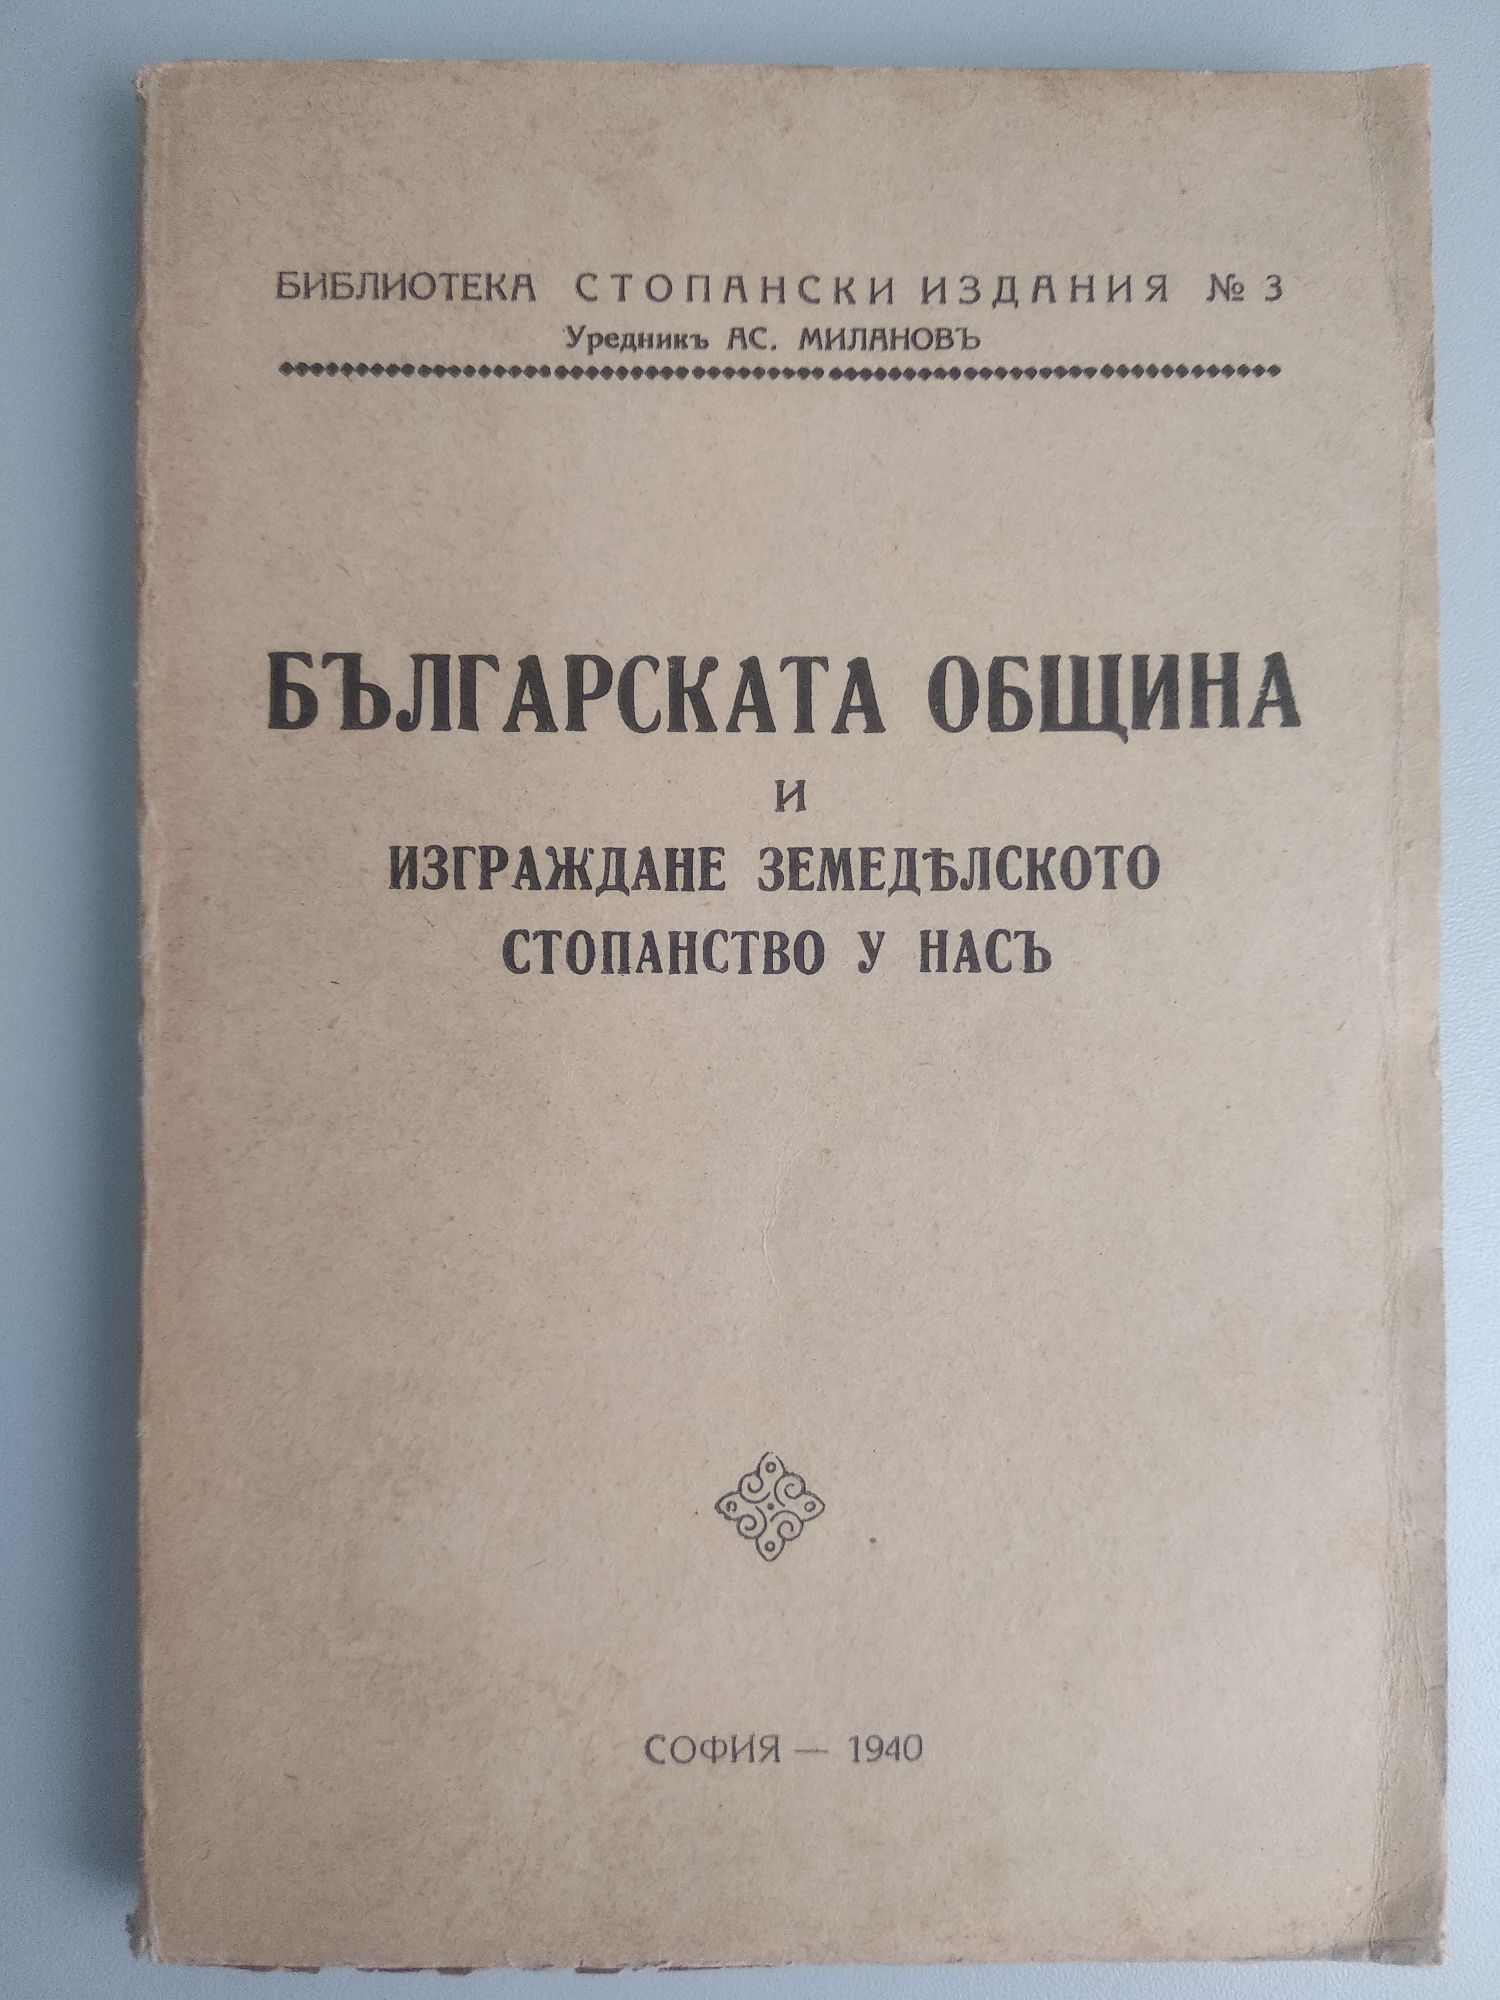 БИБЛИОТЕКА СТОПАНСКИ ИЗДАНИЯ № 3
Уредникъ АС. МИЛАНОВЪ
БЪЛГАРСКАТА ОБЩИНА
И
ИЗГРАЖДАНЕ ЗЕМЕДѢЛСКОТО
СТОПАНСТВО У НАСЪ
СОФИЯ — 1940